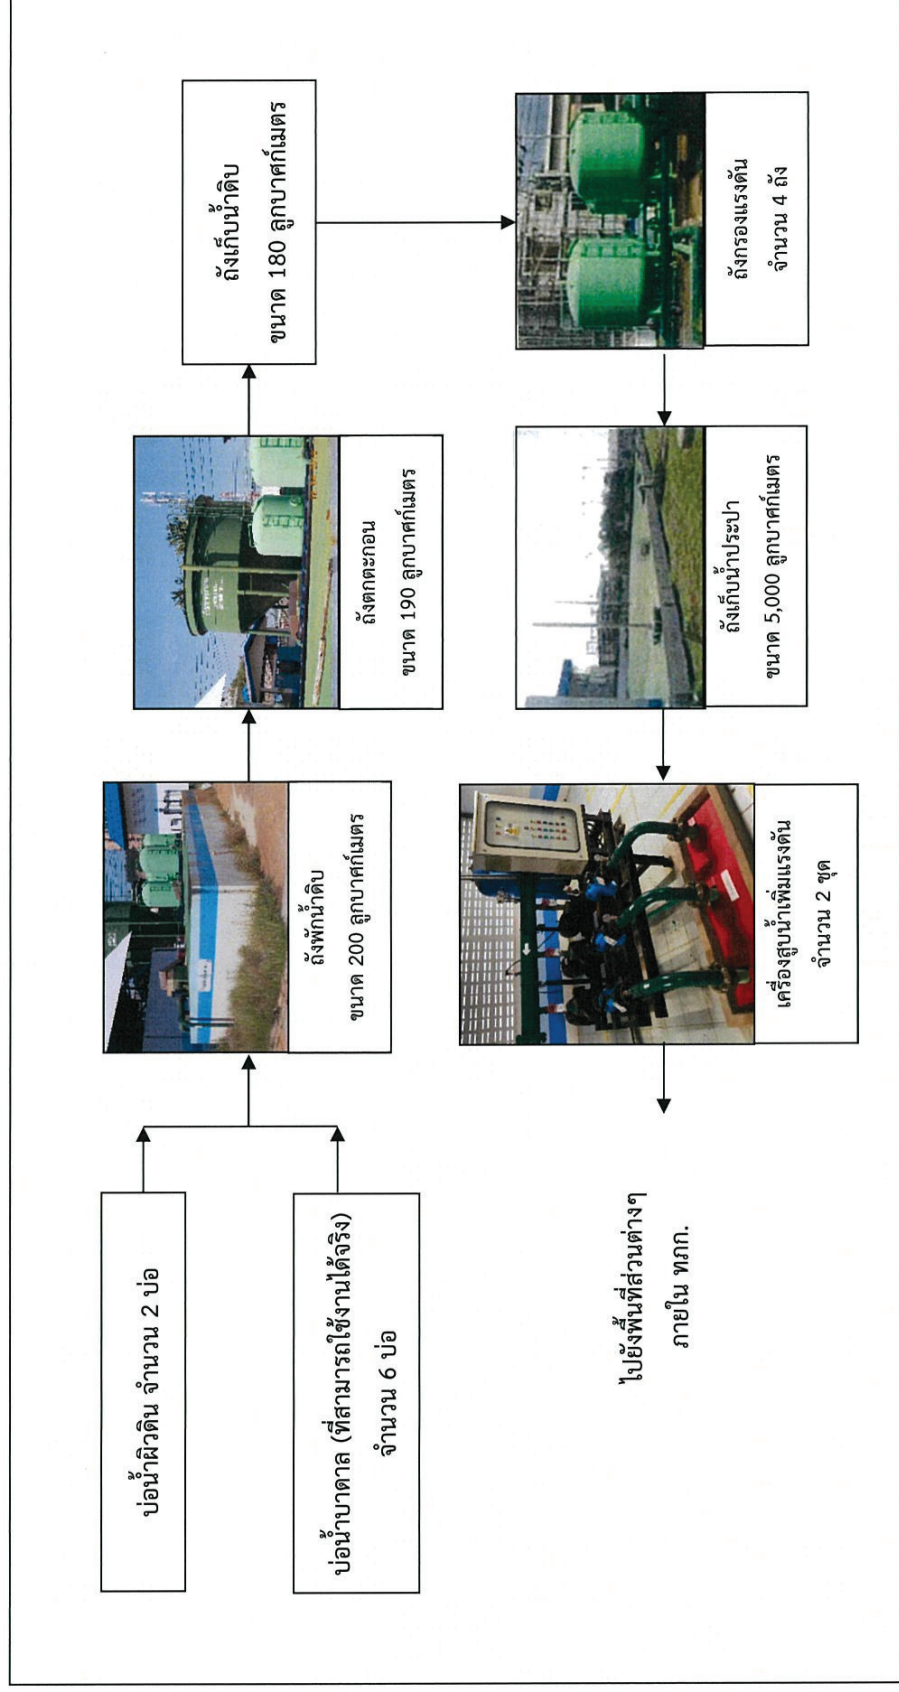 บ่อน้ำผิวดิน จำนวน 2 บ่อ
บ่อน้ำบาดาล (ที่สามารถใช้งานได้จริง)
จำนวน 6 บ่อ
ถังพักน้ำดิบ
ขนาด 200 ลูกบาศก์เมตร
ถังตกตะกอน
ขนาด 190 ลูกบาศก์เมตร
ถังเก็บน้ำดิบ
ขนาด 180 ลูกบาศก์เมตร
ถังกรองแรงดัน
จำนวน 4 ถัง
ถังเก็บน้ำประปา
ขนาด 5,000 ลูกบาศก์เมตร
เครื่องสูบน้ำเพิ่มแรงดัน
จำนวน 2 ชุด
ไปยังพื้นที่ส่วนต่างๆ
ภายใน ทภก.